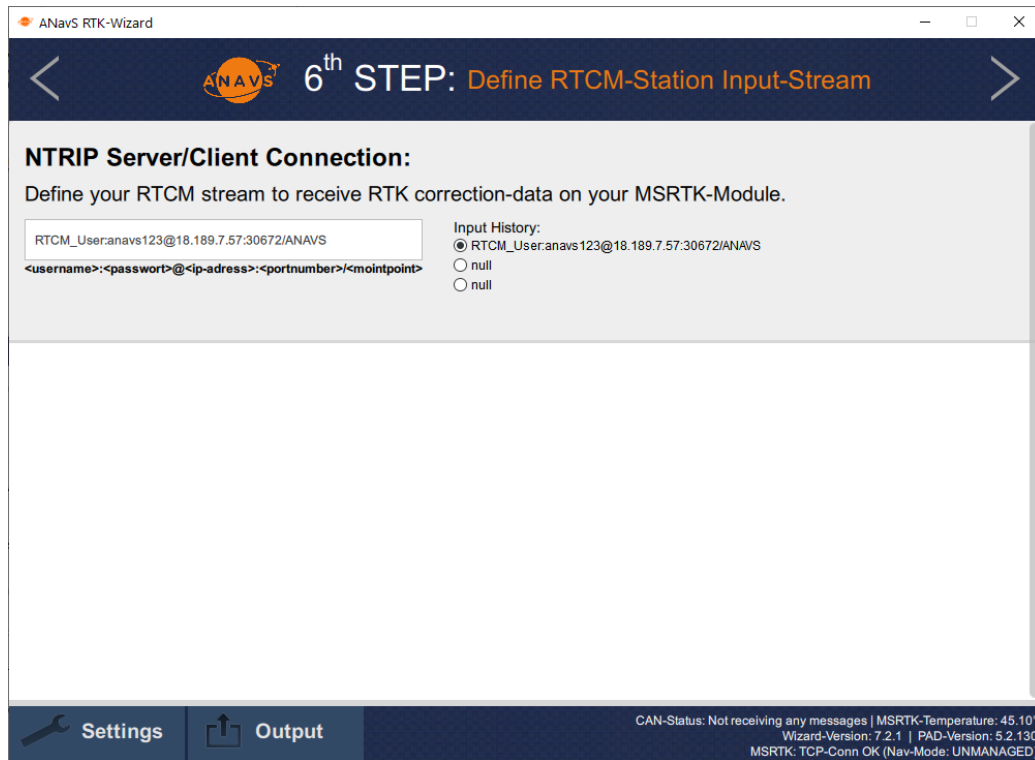 ANavS RTK-Wizard
ANAVS
6th STEP: Define RTCM-Station Input-Stream
NTRIP Server/Client Connection:
Define your RTCM stream to receive RTK correction-data on your MSRTK-Module.
RTCM_User:anavs123@18.189.7.57:30672/ANAVS
<username>:<passwort>@<ip-adress>:<portnumber>/<mointpoint>
Input History:
RTCM_User:anavs123@18.189.7.57:30672/ANAVS
null
null
Settings
Output
CAN-Status: Not receiving any messages | MSRTK-Temperature: 45.10
Wizard-Version: 7.2.1 | PAD-Version: 5.2.130
MSRTK: TCP-Conn OK (Nav-Mode: UNMANAGED